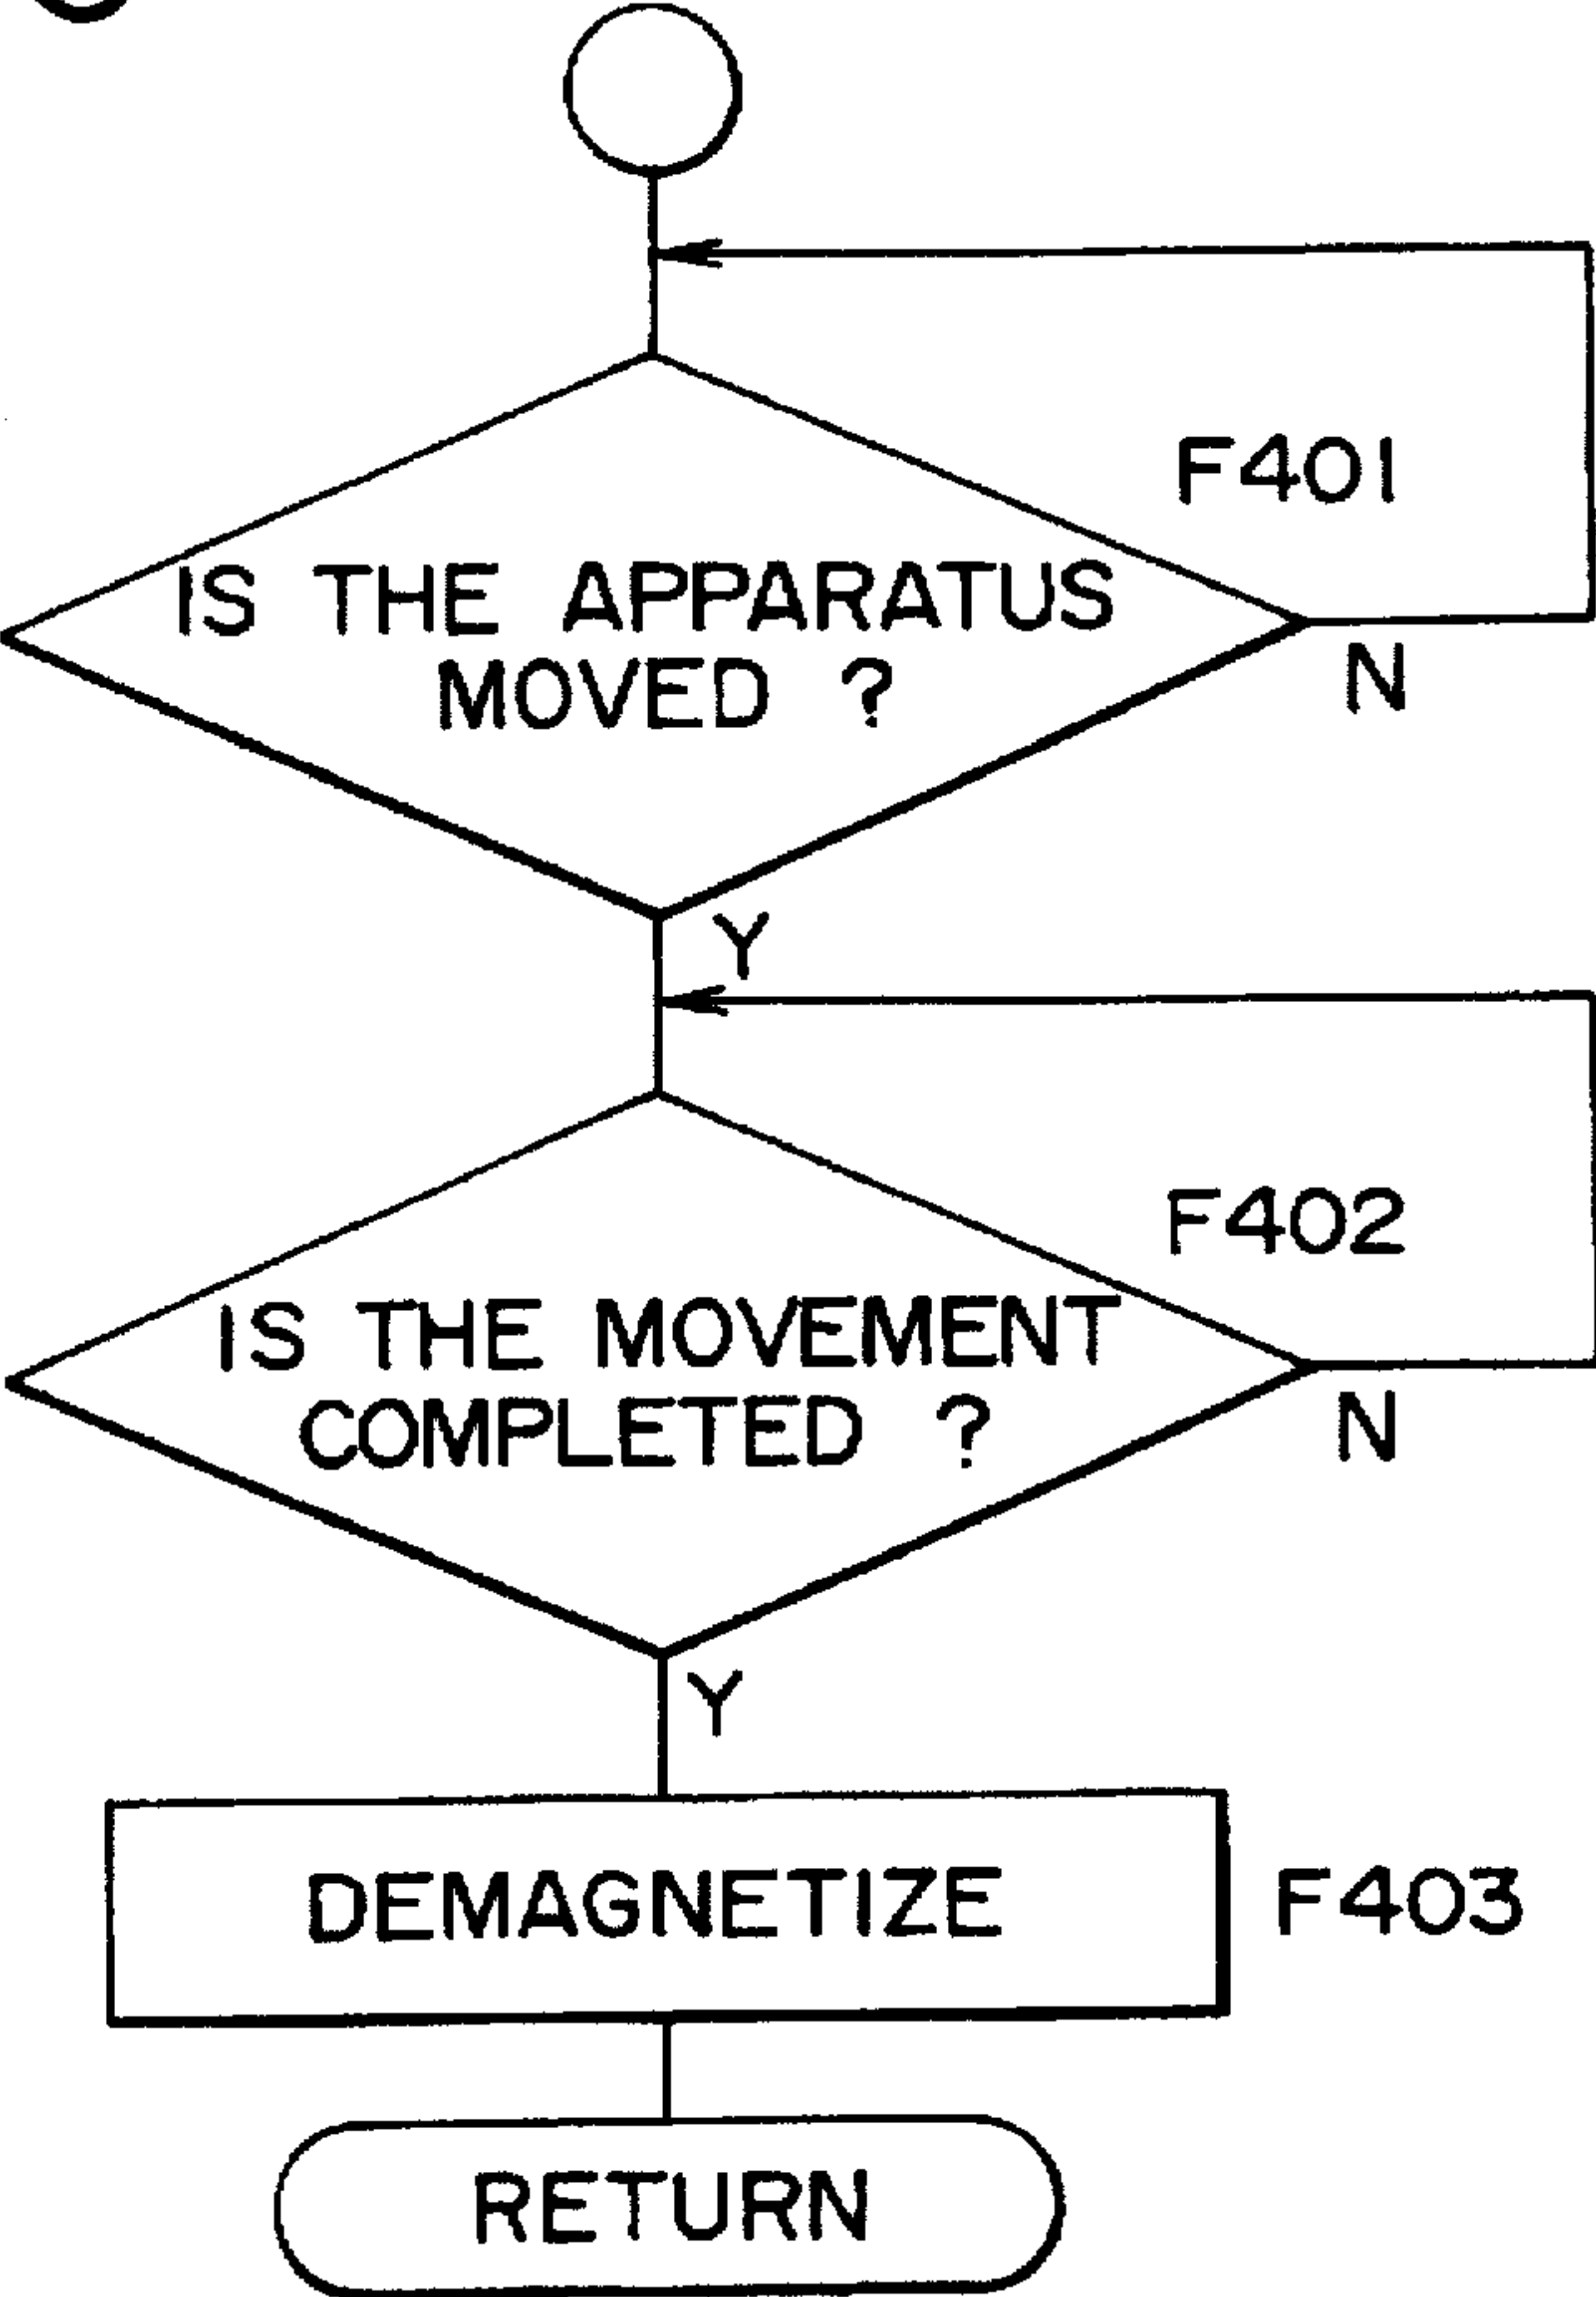 F401
IS THE APPARATUS
MOVED ?
N
Y
F402
IS THE MOVEMENT
COMPLETED ?
N
Y
DEMAGNETIZE
F403
RETURN